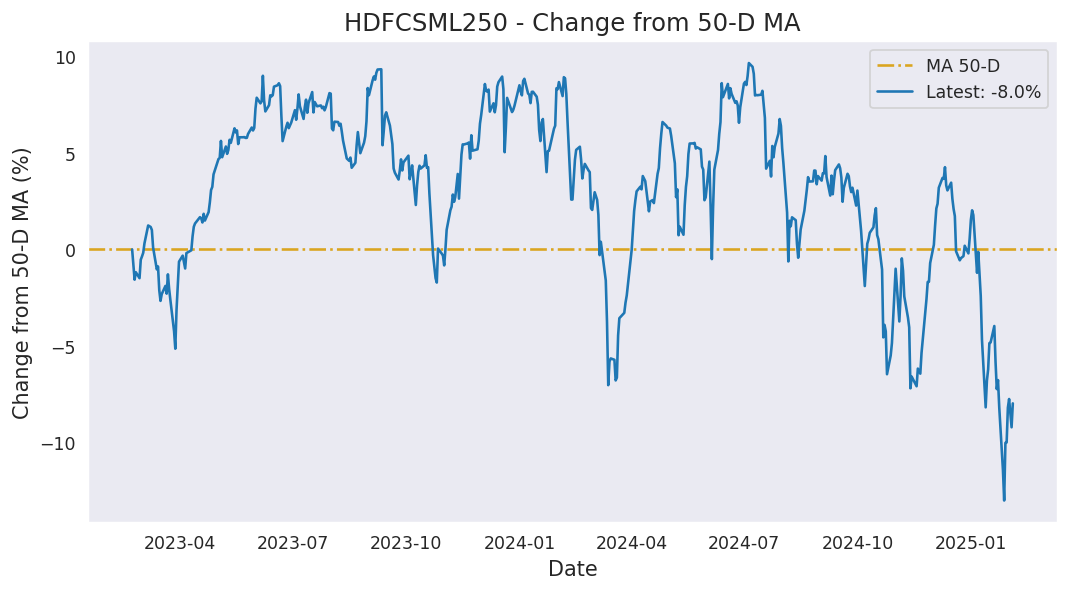 HDFCSML250 - Change from 50-D MA
MA 50-D
Latest: -8.0%
Change from 50-D MA (%)
10
5
0
−5
−10
2023-04 2023-07 2023-10 2024-01 2024-04 2024-07 2024-10 2025-01
Date